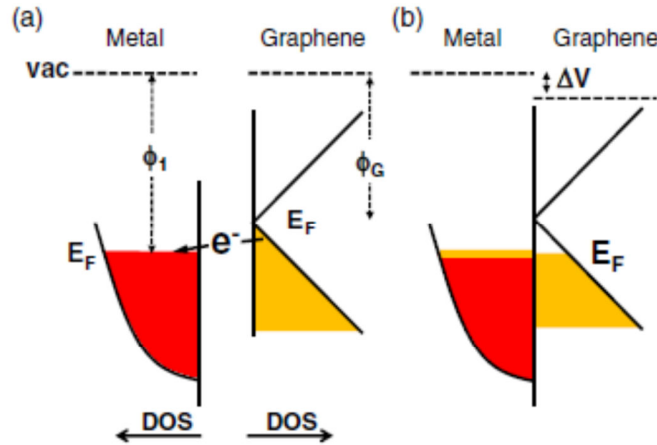 (a)
Metal
Graphene
vac
ϕ1
ϕG
EF
e-
EF
DOS
DOS
(b)
Metal
Graphene
ΔV
EF